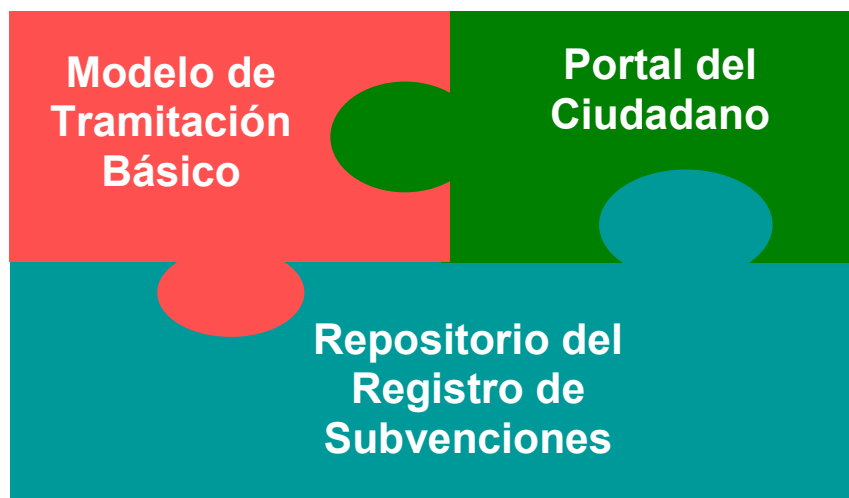 Modelo de
Tramitación
Básico
Portal del
Ciudadano
Repositorio del
Registro de
Subvenciones